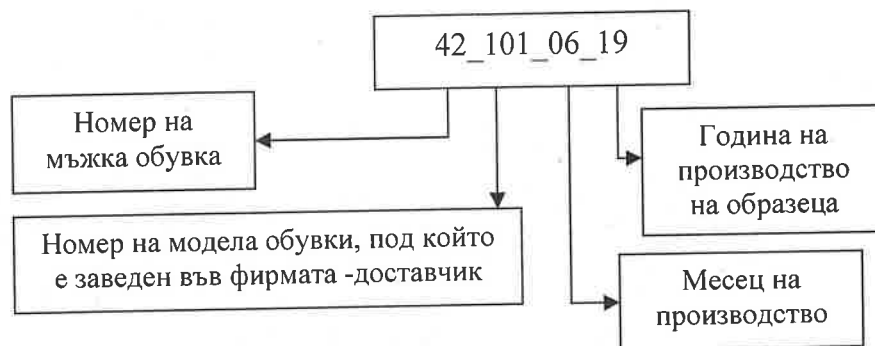 42_101_06_19
Номер на
мъжка обувка
Година на
производство
на образеца
Номер на модела обувки, под който
е заведен във фирмата -доставчик
Месец на
производство